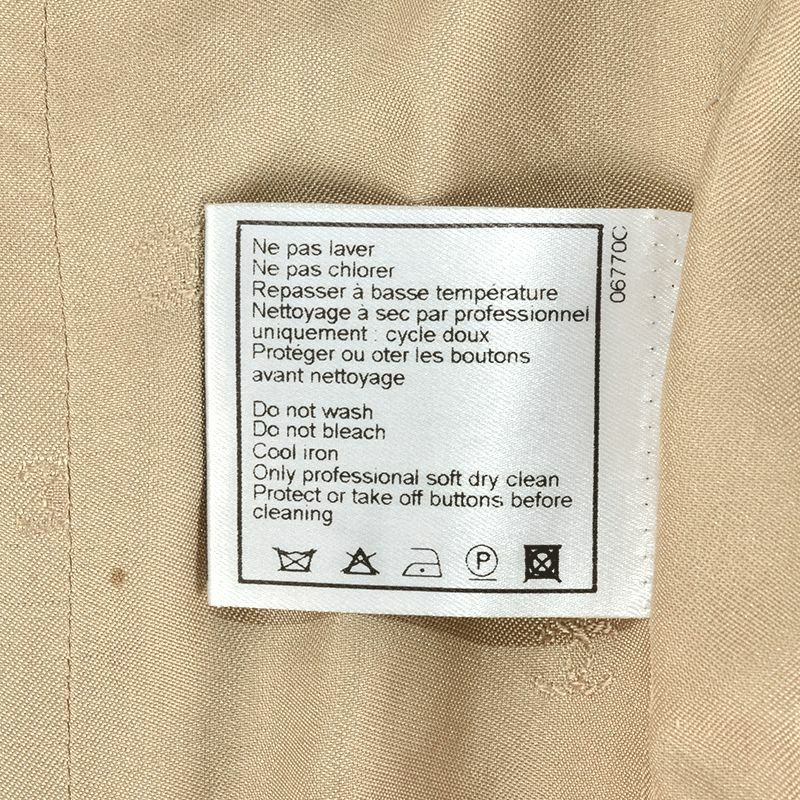 Ne pas laver
Ne pas chlorer
Repasser à basse température
Nettoyage à sec par professionnel
uniquement : cycle doux
Protéger ou oter les boutons
avant nettoyage
Do not wash
Do not bleach
Cool iron
Only professional soft dry clean
Protect or take off buttons before
cleaning
P
06770C